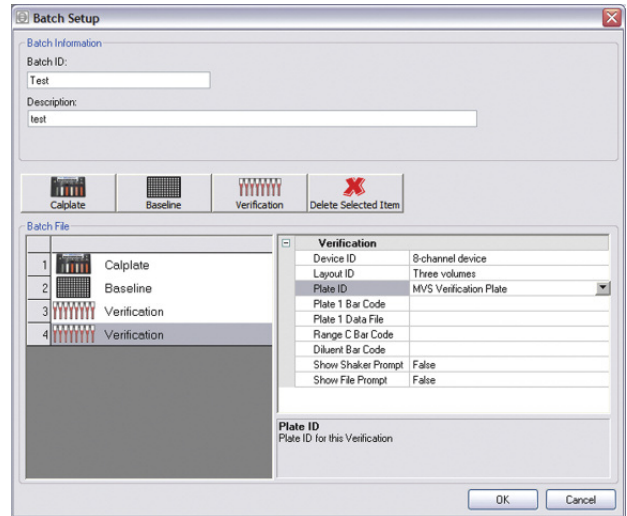 Batch Setup
Batch Information
Batch ID:
Test
Description:
test
Calplate Baseline Verification Delete Selected Item
Batch File
1 Calplate
2 Baseline
3 Verification
4 Verification
Verification
Device ID 8-channel device
Layout ID Three volumes
Plate ID MVS Verification Plate
Plate 1 Bar Code
Plate 1 Data File
Range C Bar Code
Diluent Bar Code
Show Shaker Prompt False
Show File Prompt False
Plate ID
Plate ID for this Verification
OK Cancel